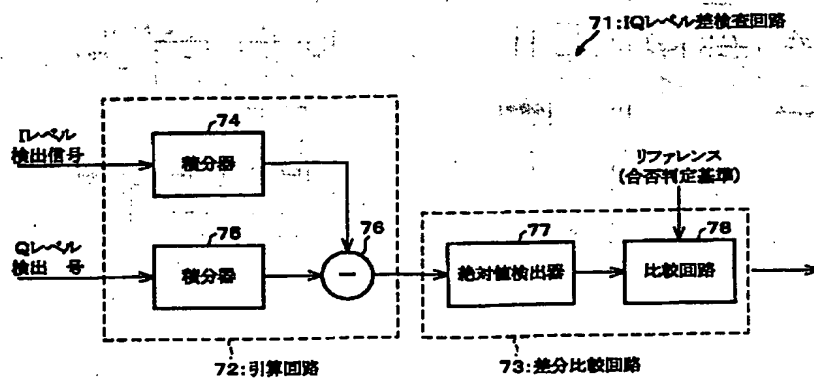 71:IQレベル差検査回路
Iレベル
検出信号
74
積分器
Qレベル
検出 号
75
積分器
76
−
リファレンス
(合否判定基準)
77
絶対値検出器
78
比較回路
72:引算回路
73:差分比較回路